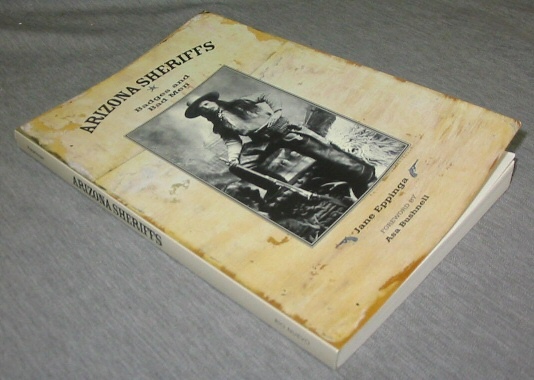 ARIZONA SHERIFFS
Badges and
Bad Men
Jane Eppinga
FOREWORD BY
Asa Bushnell
ARIZONA SHERIFFS